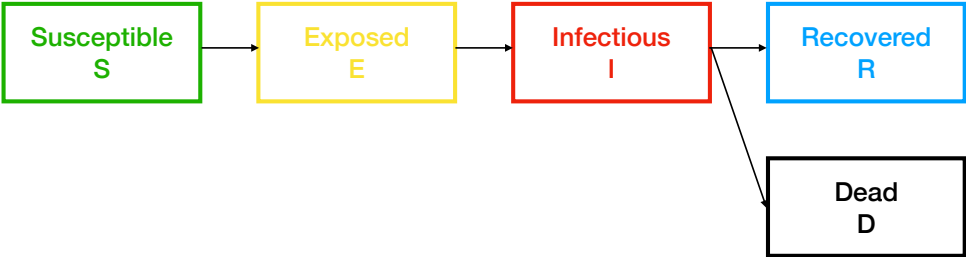 Susceptible
S
Exposed
E
Infectious
I
Recovered
R
Dead
D